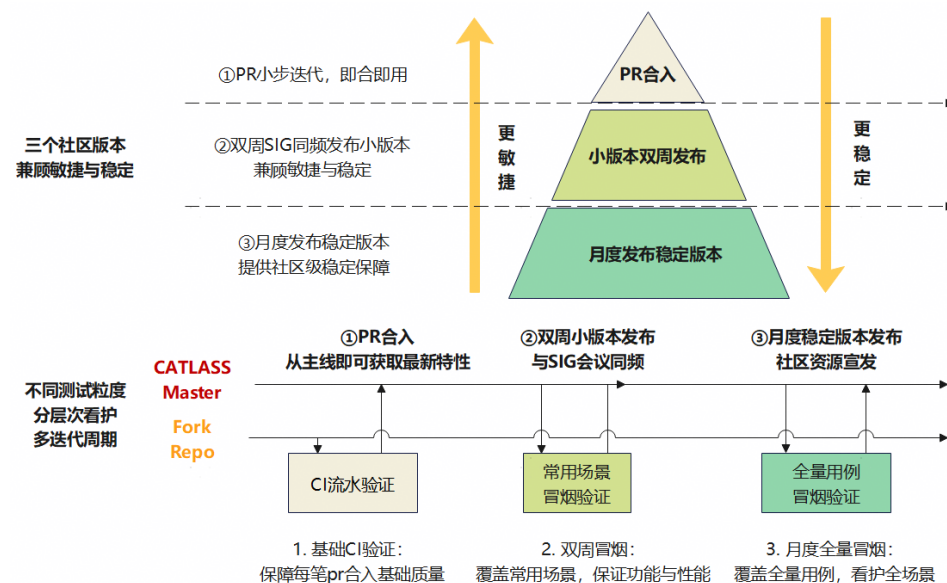 ①PR小步迭代，即合即用
PR合入
三个社区版本
兼顾敏捷与稳定
②双周SIG同频发布小版本
兼顾敏捷与稳定
更敏捷
小版本双周发布
更稳定
③月度发布稳定版本
提供社区级稳定保障
月度发布稳定版本
①PR合入
从主线即可获取最新特性
②双周小版本发布
与SIG会议同频
③月度稳定版本发布
社区资源宣发
不同测试粒度
分层次看护
多迭代周期
CATLASS
Master
Fork
Repo
CI流水验证
常用场景
冒烟验证
全量用例
冒烟验证
1. 基础CI验证：
保障每笔pr合入基础质量
2. 双周冒烟：
覆盖常用场景，保证功能与性能
3. 月度全量冒烟：
覆盖全量用例，看护全场景